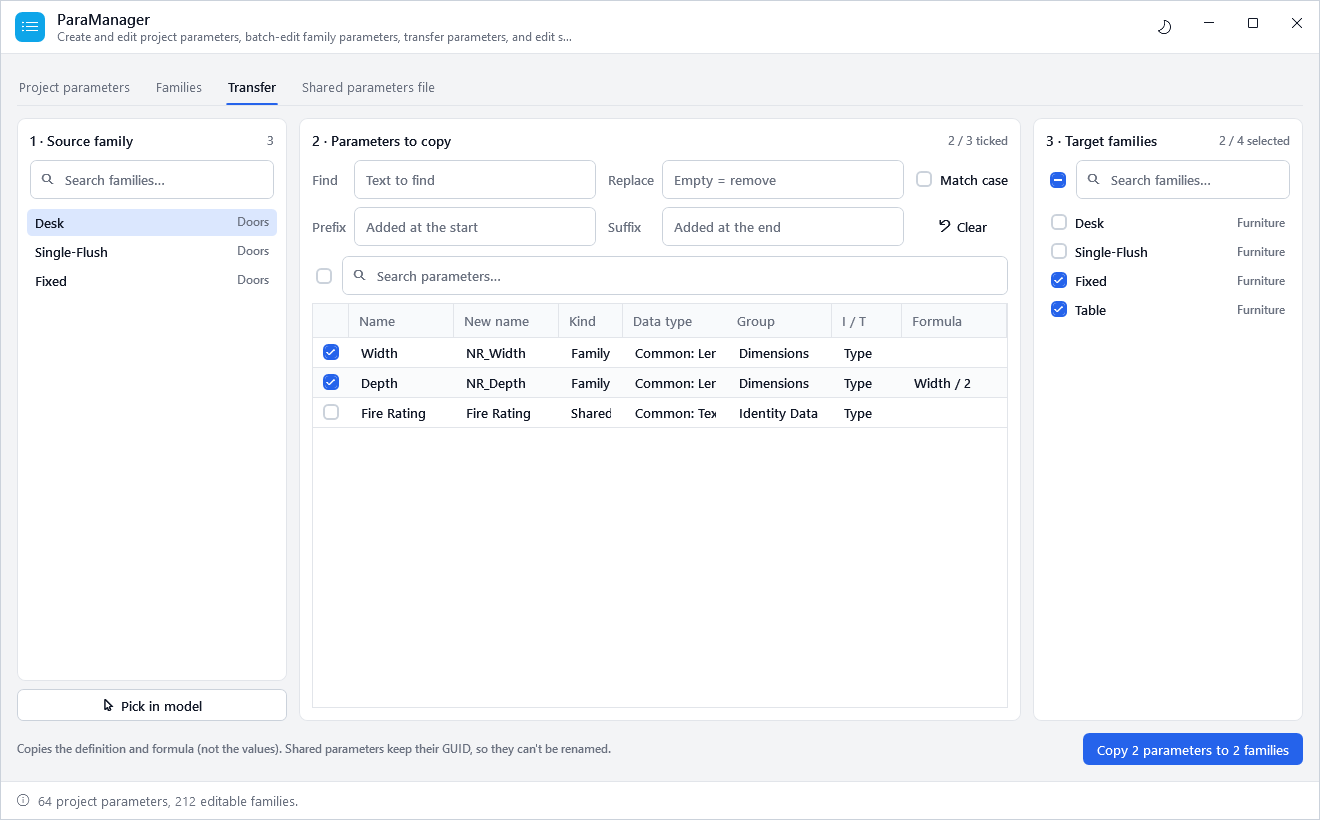 ParaManager
Create and edit project parameters, batch-edit family parameters, transfer parameters, and edit s...
Project parameters Families Transfer Shared parameters file
1 · Source family 3
Search families...
Desk Doors
Single-Flush Doors
Fixed Doors
Pick in model
2 · Parameters to copy 2 / 3 ticked
Find Text to find Replace Empty = remove Match case
Prefix Added at the start Suffix Added at the end Clear
Search parameters...
Name New name Kind Data type Group I / T Formula
Width NR_Width Family Common: Ler Dimensions Type
Depth NR_Depth Family Common: Ler Dimensions Type Width / 2
Fire Rating Fire Rating Shared Common: Tex Identity Data Type
3 · Target families 2 / 4 selected
Search families...
Desk Furniture
Single-Flush Furniture
Fixed Furniture
Table Furniture
Copies the definition and formula (not the values). Shared parameters keep their GUID, so they can't be renamed.
Copy 2 parameters to 2 families
64 project parameters, 212 editable families.